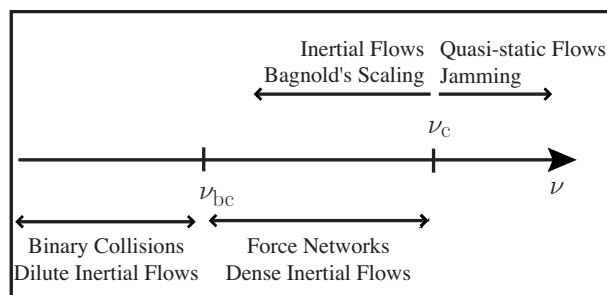 Inertial Flows
Bagnold's Scaling
Quasi-static Flows
Jamming
ν_c
ν_bc
ν
Binary Collisions
Dilute Inertial Flows
Force Networks
Dense Inertial Flows